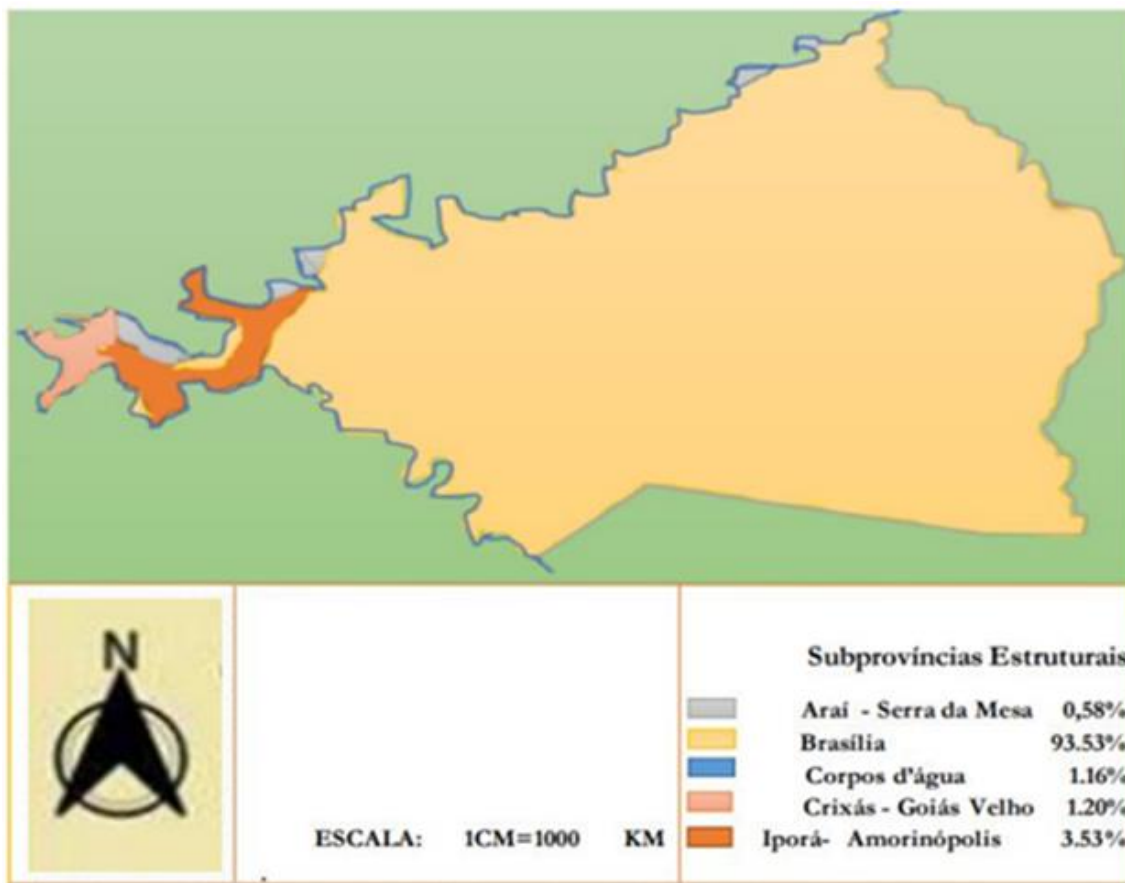 N
ESCALA: 1CM=1000 KM
Subprovíncias Estruturais
Araí - Serra da Mesa 0,58%
Brasília 93.53%
Corpos d'água 1.16%
Crixás - Goiás Velho 1.20%
Iporá- Amorinópolis 3.53%